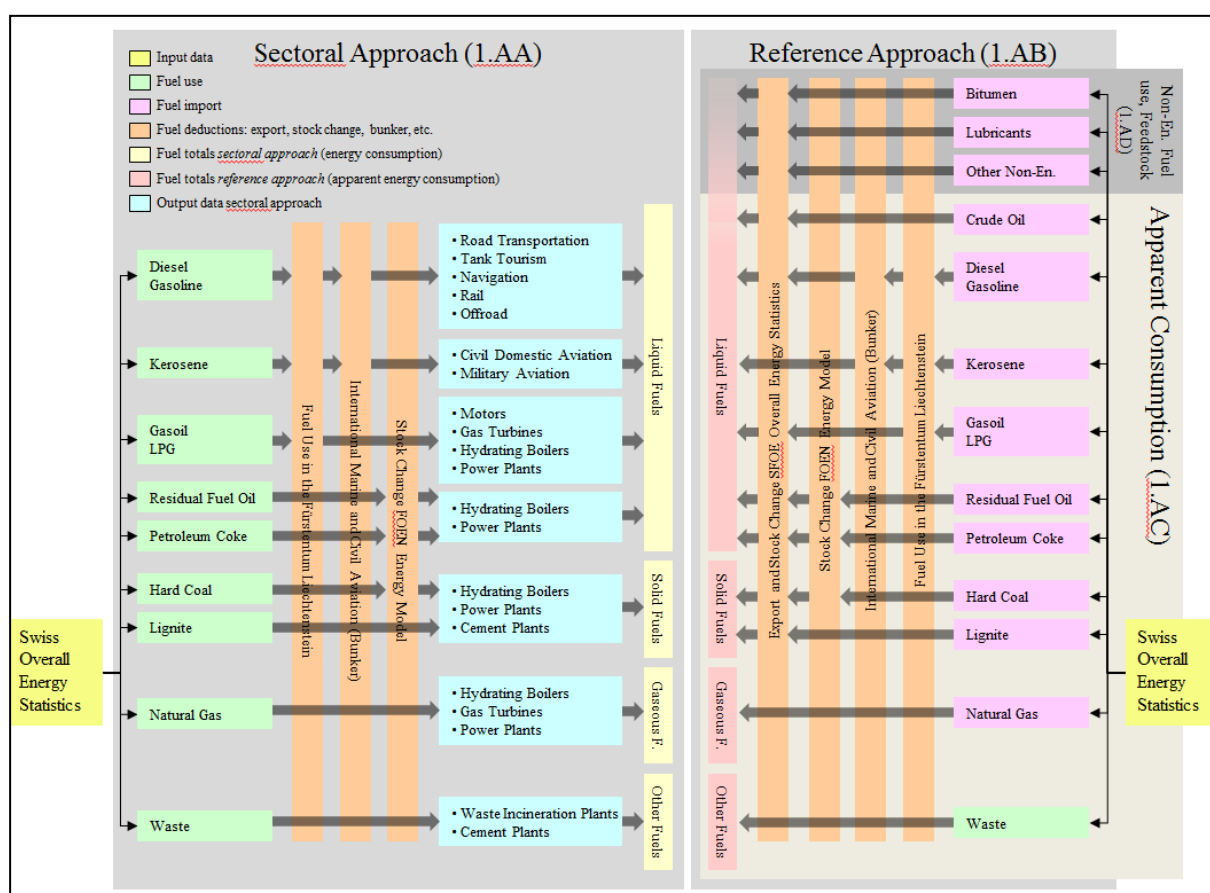 Sectoral Approach (1.AA)
Input data
Fuel use
Fuel import
Fuel deductions: export, stock change, bunker, etc.
Fuel totals sectoral approach (energy consumption)
Fuel totals reference approach (apparent energy consumption)
Output data sectoral approach
Swiss
Overall
Energy
Statistics
Diesel
Gasoline
Kerosene
Gasoil
LPG
Residual Fuel Oil
Petroleum Coke
Hard Coal
Lignite
Natural Gas
Waste
Fuel Use in the Fürstentum Liechtenstein
International Marine and Civil Aviation (Bunker)
Stock Change FOEN Energy Model
• Road Transportation
• Tank Tourism
• Navigation
• Rail
• Offroad
• Civil Domestic Aviation
• Military Aviation
• Motors
• Gas Turbines
• Hydrating Boilers
• Power Plants
• Hydrating Boilers
• Power Plants
• Hydrating Boilers
• Power Plants
• Cement Plants
• Hydrating Boilers
• Gas Turbines
• Power Plants
• Waste Incineration Plants
• Cement Plants
Liquid Fuels
Solid Fuels
Gaseous F.
Other Fuels
Reference Approach (1.AB)
Liquid Fuels
Solid Fuels
Gaseous F.
Other Fuels
Export and Stock Change SFOE Overall Energy Statistics
Stock Change FOEN Energy Model
International Marine and Civil Aviation (Bunker)
Fuel Use in the Fürstentum Liechtenstein
Bitumen
Lubricants
Other Non-En.
Crude Oil
Diesel
Gasoline
Kerosene
Gasoil
LPG
Residual Fuel Oil
Petroleum Coke
Hard Coal
Lignite
Natural Gas
Waste
Non-En. Fuel
use, Feedstock
(1.AD)
Apparent Consumption (1.AC)
Swiss
Overall
Energy
Statistics